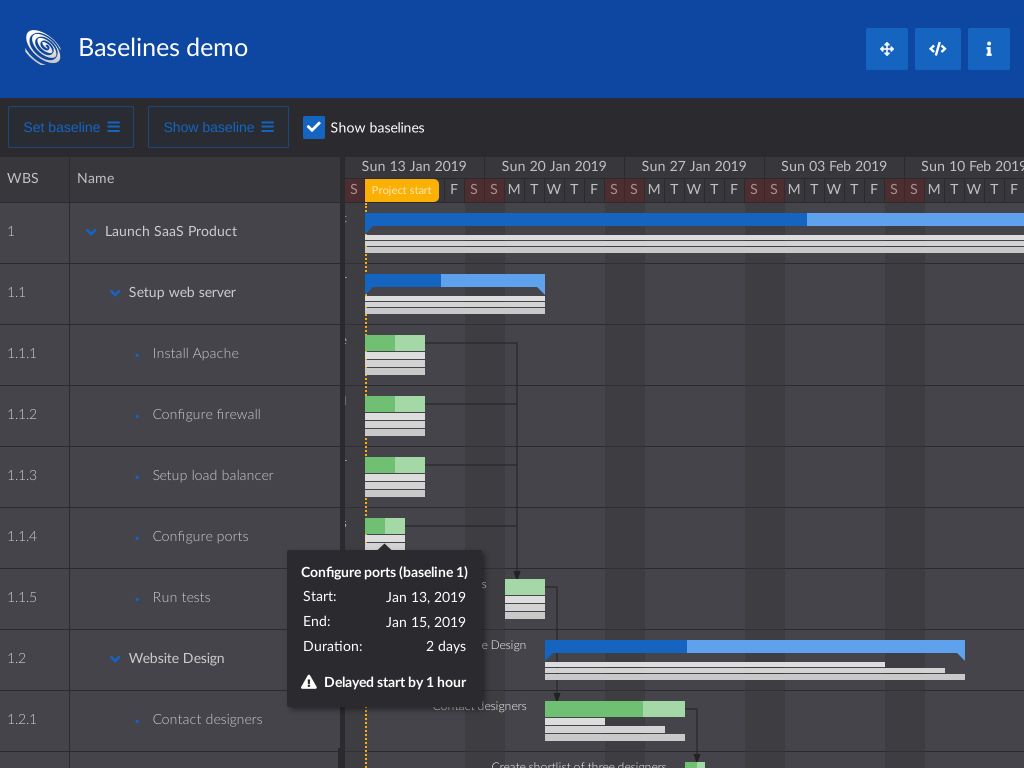 Baselines demo
Set baseline
Show baseline
Show baselines
WBS
Name
Sun 13 Jan 2019
Sun 20 Jan 2019
Sun 27 Jan 2019
Sun 03 Feb 2019
Sun 10 Feb 2019
S
Project start
F S S M T W T F S S M T W T F S S M T W T F S S M T W T F
1
Launch SaaS Product
1.1
Setup web server
1.1.1
Install Apache
1.1.2
Configure firewall
1.1.3
Setup load balancer
1.1.4
Configure ports
1.1.5
Run tests
1.2
Website Design
e Design
1.2.1
Contact designers
Contact designers
Create shortlist of three designers
Configure ports (baseline 1)
Start: Jan 13, 2019
End: Jan 15, 2019
Duration: 2 days
Delayed start by 1 hour